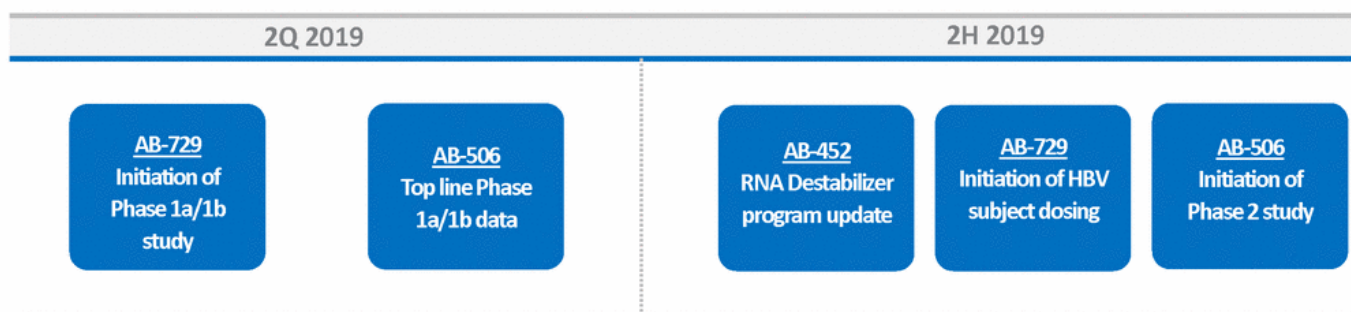 2Q 2019
2H 2019
AB-729
Initiation of
Phase 1a/1b
study
AB-506
Top line Phase
1a/1b data
AB-452
RNA Destabilizer
program update
AB-729
Initiation of HBV
subject dosing
AB-506
Initiation of
Phase 2 study